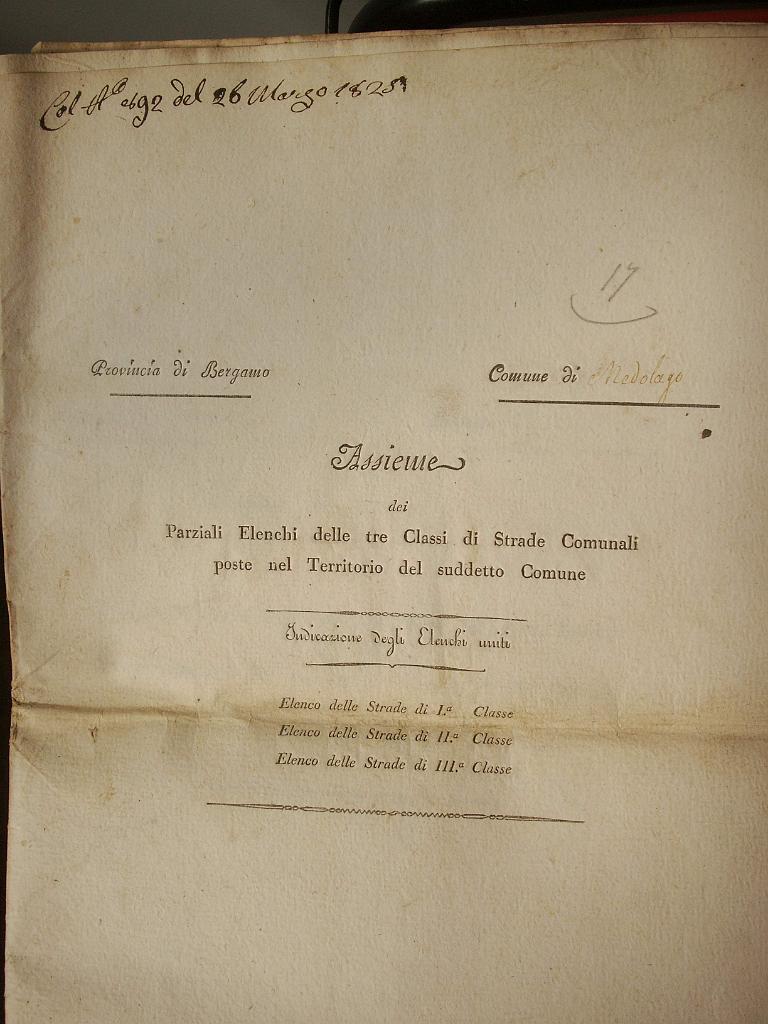 Col N.º 892 del 26 Marzo 1825
17
Provincia di Bergamo
Comune di Medolago
Assieme
dei
Parziali Elenchi delle tre Classi di Strade Comunali
poste nel Territorio del suddetto Comune
Indicazione degli Elenchi uniti
Elenco delle Strade di I.ª Classe
Elenco delle Strade di II.ª Classe
Elenco delle Strade di III.ª Classe